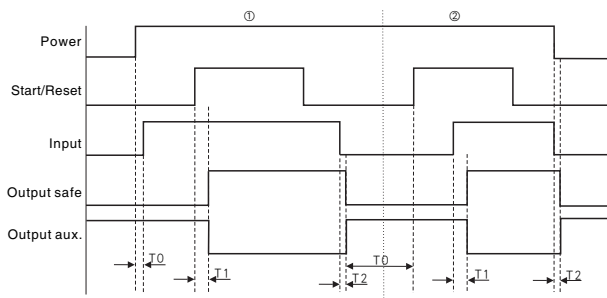 ① ②
Power
Start/Reset
Input
Output safe
Output aux.
T0 T1 T2 T0 T1 T2